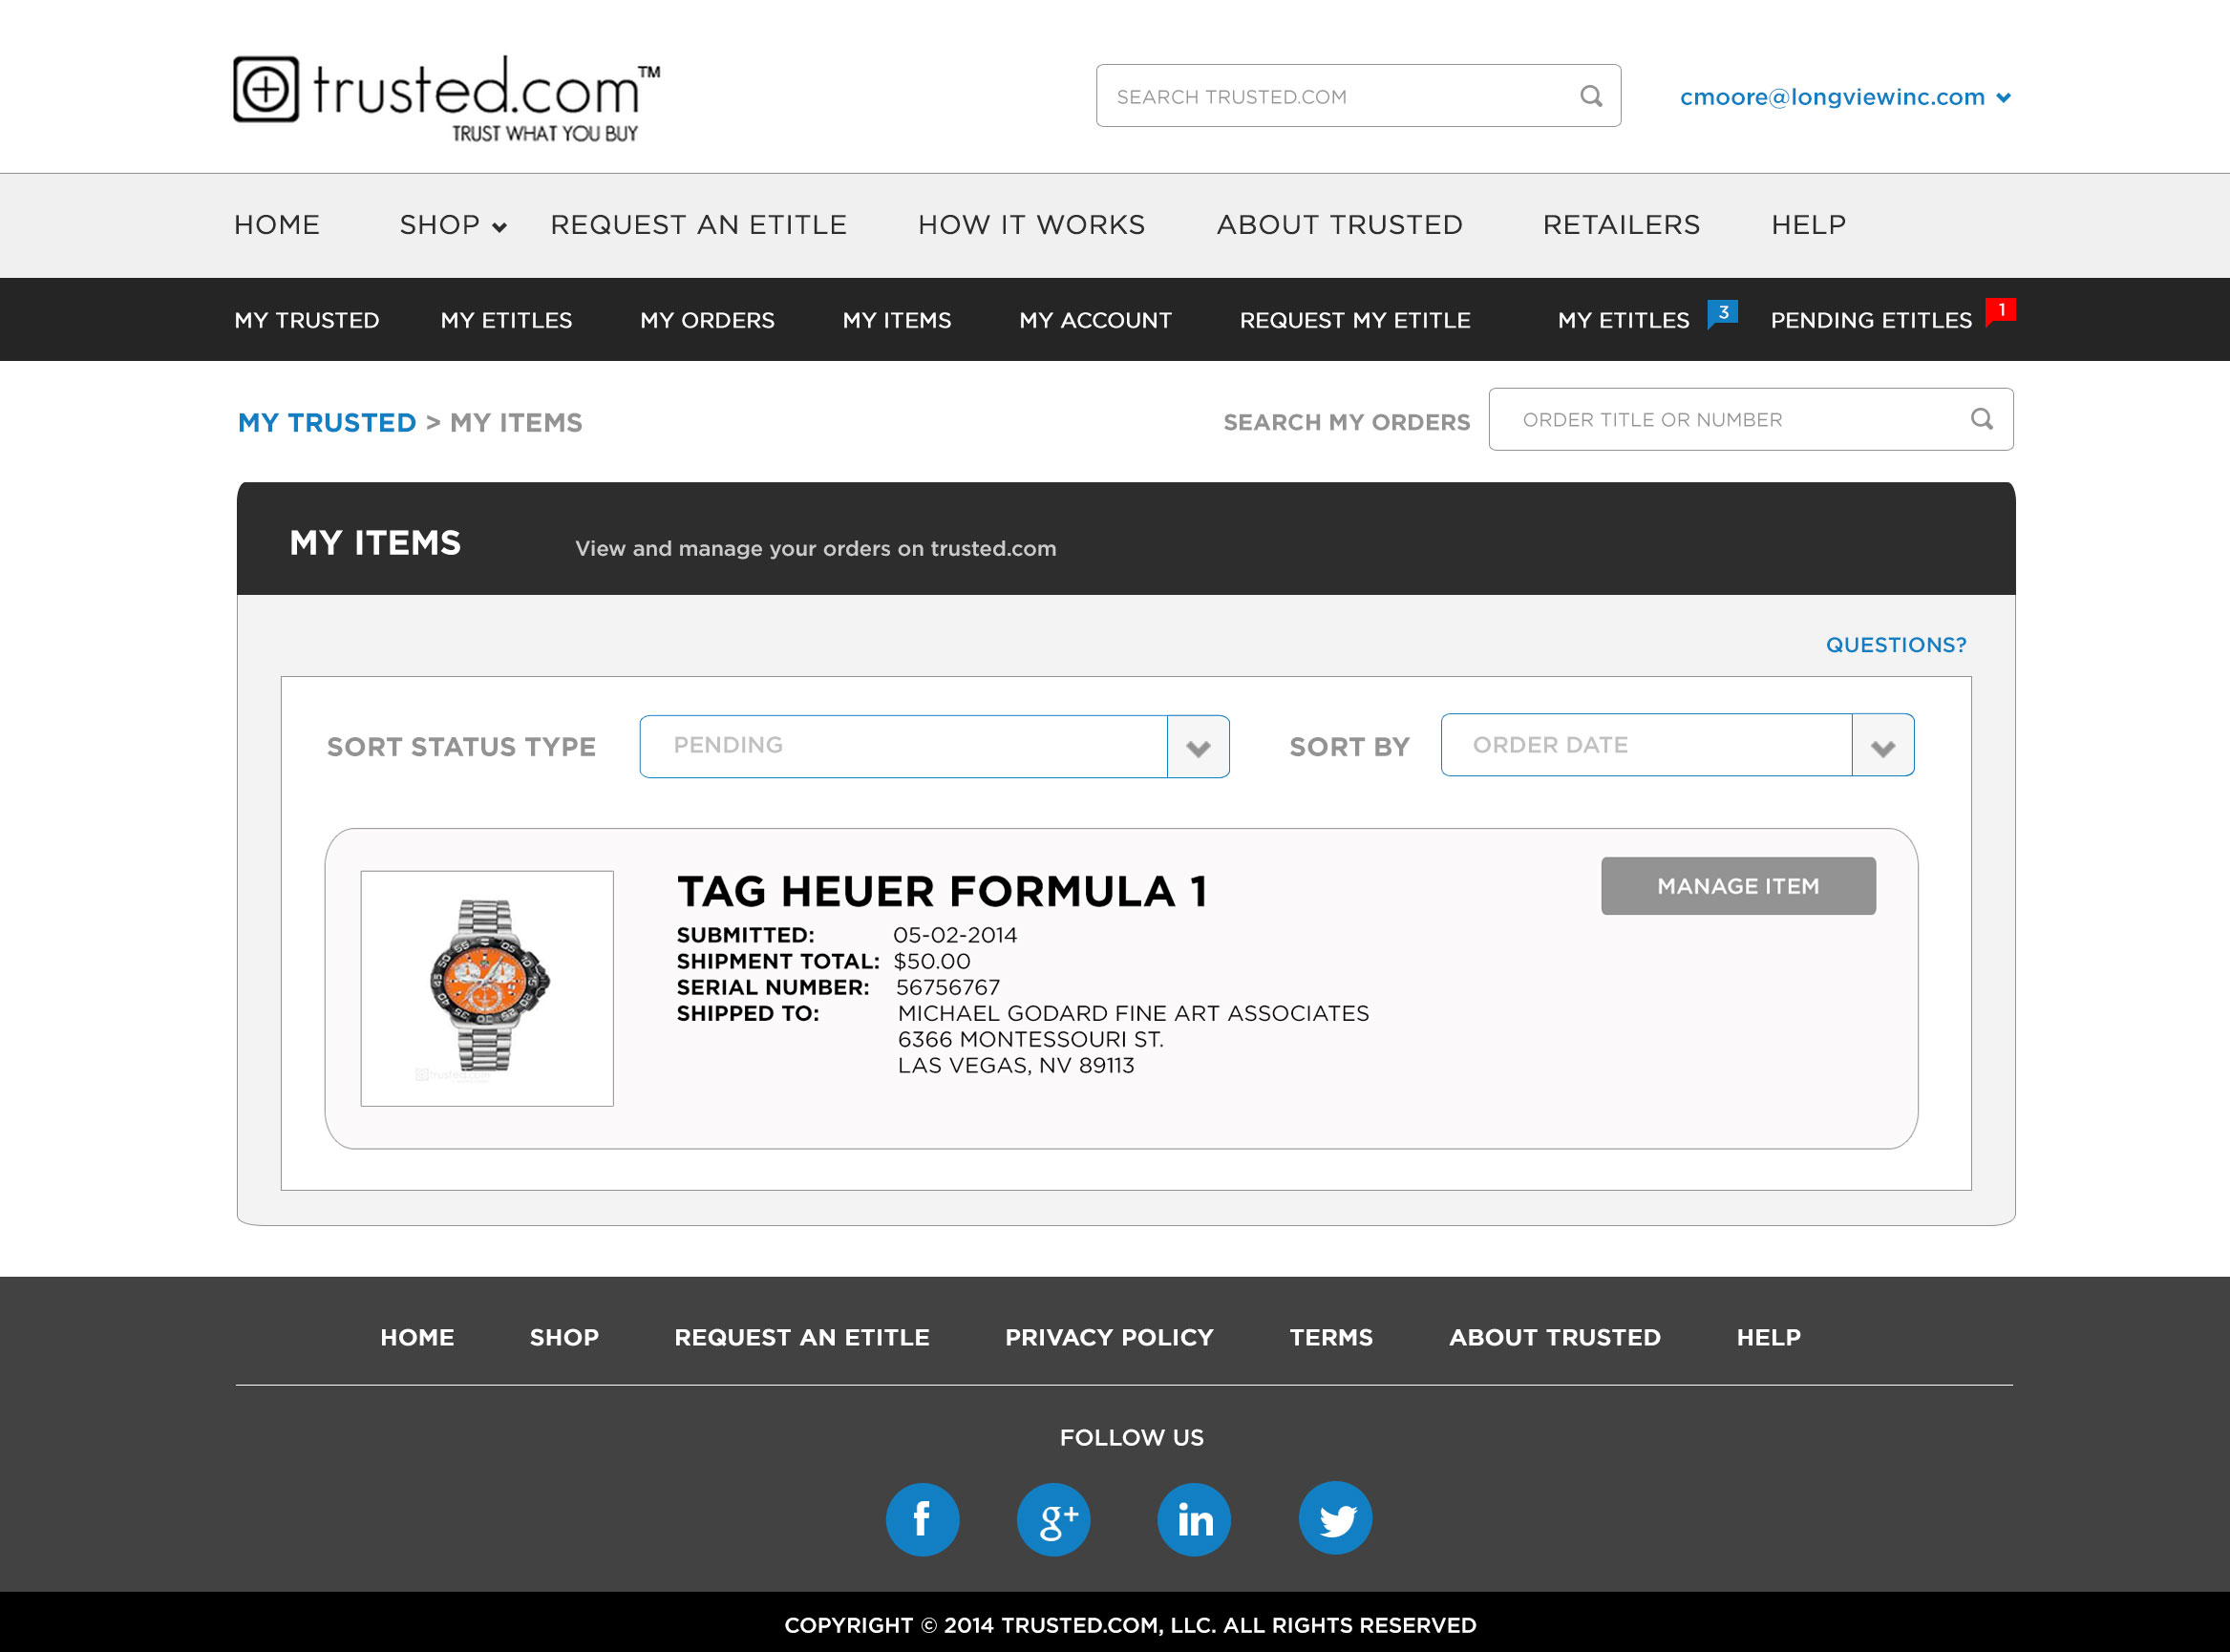 trusted.com™
TRUST WHAT YOU BUY
SEARCH TRUSTED.COM
cmoore@longviewinc.com
HOME SHOP REQUEST AN ETITLE HOW IT WORKS ABOUT TRUSTED RETAILERS HELP
MY TRUSTED MY ETITLES MY ORDERS MY ITEMS MY ACCOUNT REQUEST MY ETITLE MY ETITLES 3 PENDING ETITLES 1
MY TRUSTED > MY ITEMS SEARCH MY ORDERS ORDER TITLE OR NUMBER
MY ITEMS View and manage your orders on trusted.com
QUESTIONS?
SORT STATUS TYPE PENDING SORT BY ORDER DATE
TAG HEUER FORMULA 1
MANAGE ITEM
SUBMITTED: 05-02-2014
SHIPMENT TOTAL: $50.00
SERIAL NUMBER: 56756767
SHIPPED TO: MICHAEL GODARD FINE ART ASSOCIATES
6366 MONTESSOURI ST.
LAS VEGAS, NV 89113
trusted.com
HOME SHOP REQUEST AN ETITLE PRIVACY POLICY TERMS ABOUT TRUSTED HELP
FOLLOW US
f g+ in
COPYRIGHT © 2014 TRUSTED.COM, LLC. ALL RIGHTS RESERVED